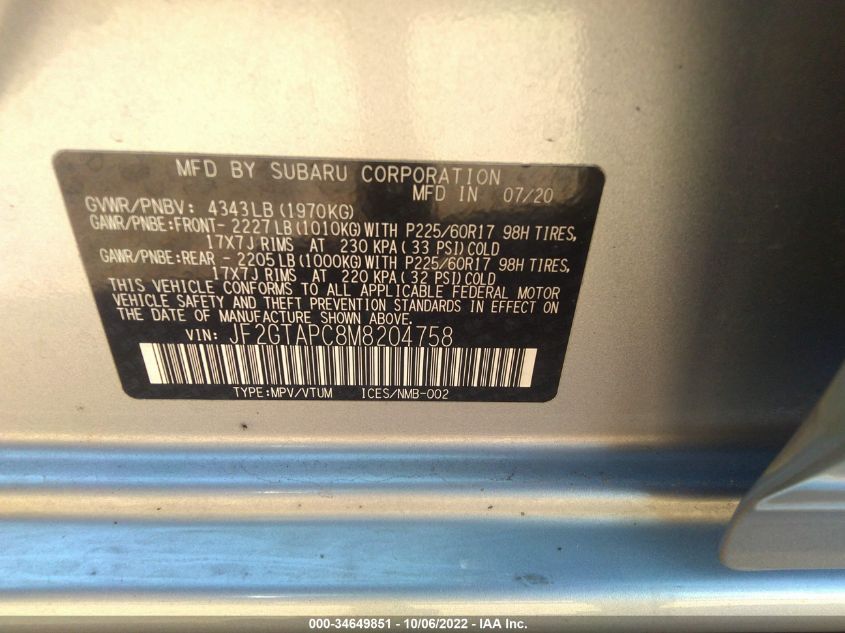 MFD BY SUBARU CORPORATION
MFD IN 07/20
GVWR/PNBV: 4343LB (1970KG)
GAWR/PNBE:FRONT- 2227LB(1010KG)WITH P225/60R17 98H TIRES,
17X7J RIMS AT 230 KPA(33 PSI)COLD
GAWR/PNBE:REAR - 2205LB(1000KG)WITH P225/60R17 98H TIRES,
17X7J RIMS AT 220 KPA(32 PSI)COLD
THIS VEHICLE CONFORMS TO ALL APPLICABLE FEDERAL MOTOR
VEHICLE SAFETY AND THEFT PREVENTION STANDARDS IN EFFECT ON
THE DATE OF MANUFACTURE SHOWN ABOVE.
VIN: JF2GTAPC8M8204758
TYPE:MPV/VTUM ICES/NMB-002
000-34649851 - 10/06/2022 - IAA Inc.